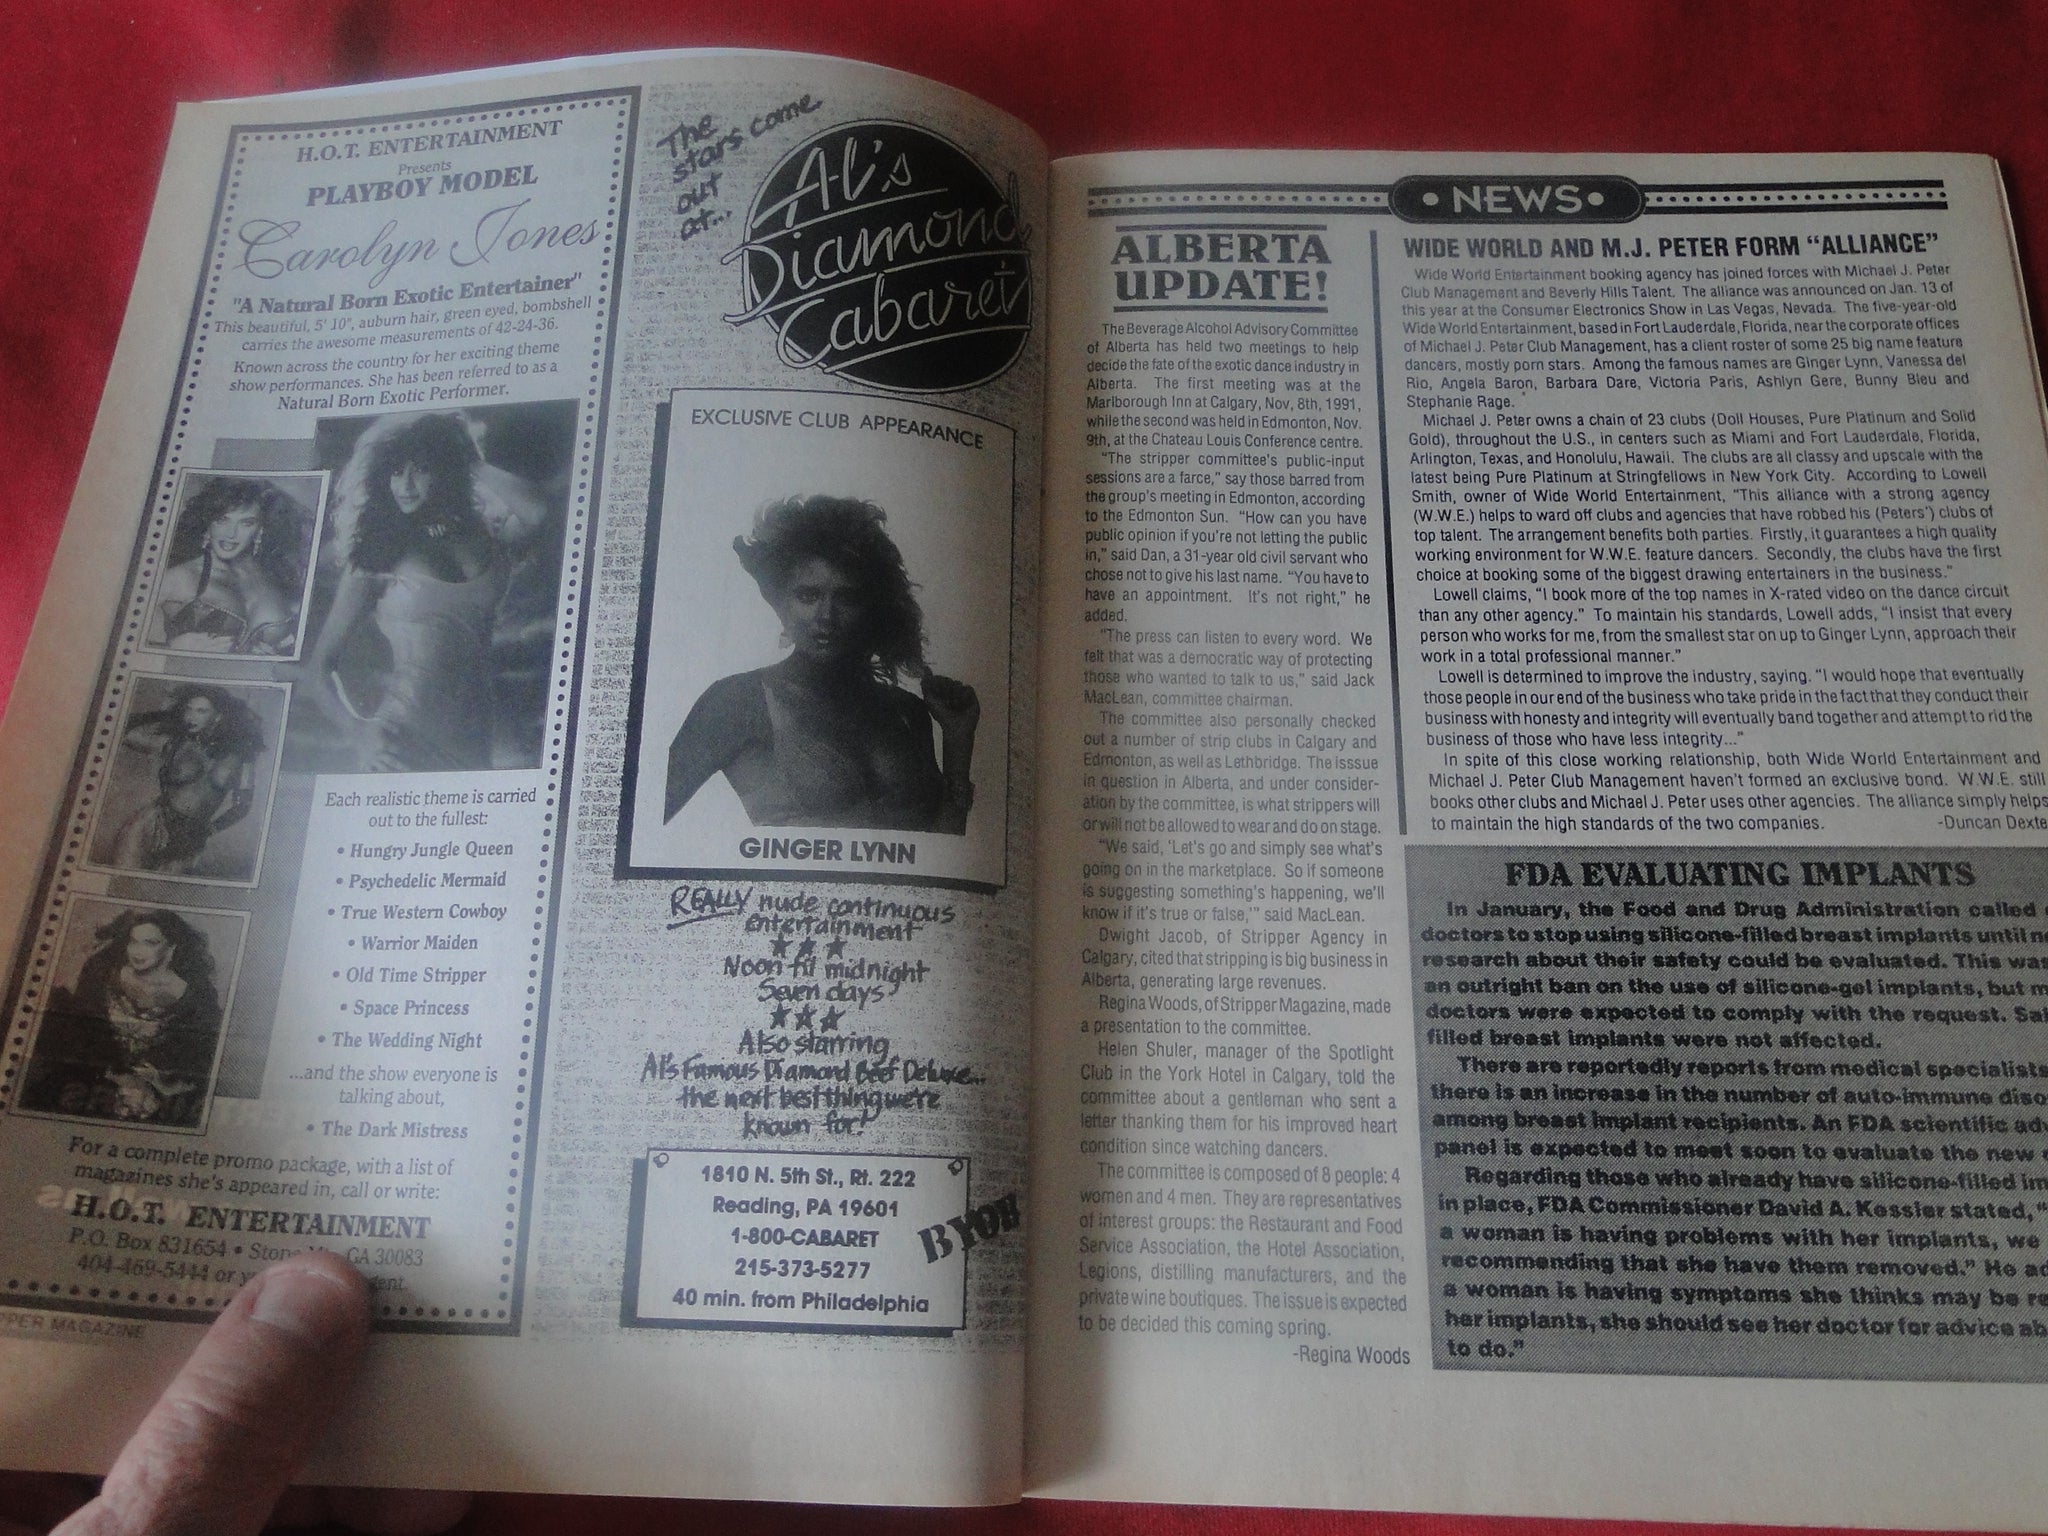 H.O.T. ENTERTAINMENT
Presents
PLAYBOY MODEL
Carolyn Jones
"A Natural Born Exotic Entertainer"
This beautiful, 5' 10", auburn hair, green eyed, bombshell
carries the awesome measurements of 42-24-36.
Known across the country for her exciting theme
show performances. She has been referred to as a
Natural Born Exotic Performer.
Each realistic theme is carried
out to the fullest:
• Hungry Jungle Queen
• Psychedelic Mermaid
• True Western Cowboy
• Warrior Maiden
• Old Time Stripper
• Space Princess
• The Wedding Night
...and the show everyone is
talking about,
• The Dark Mistress
For a complete promo package, with a list of
magazines she's appeared in, call or write:
H.O.T. ENTERTAINMENT
P.O. Box 831654 • Stone GA 30083
404-469-5444 or
MAGAZINE
The
stars come
out
at...
Al's
Diamond
Cabaret
EXCLUSIVE CLUB APPEARANCE
GINGER LYNN
REALLY nude continuous
entertainment
★★★
Noon til midnight
Seven days
★★★
Also starring
Al's Famous Diamond Beef Deluxe...
the next best thing we're
known for!
1810 N. 5th St., Rt. 222
Reading, PA 19601
1-800-CABARET
215-373-5277
40 min. from Philadelphia
BYOB
• NEWS •
ALBERTA
UPDATE!
The Beverage Alcohol Advisory Committee
of Alberta has held two meetings to help
decide the fate of the exotic dance industry in
Alberta. The first meeting was at the
Marlborough Inn at Calgary, Nov, 8th, 1991,
while the second was held in Edmonton, Nov.
9th, at the Chateau Louis Conference centre.
"The stripper committee's public-input
sessions are a farce," say those barred from
the group's meeting in Edmonton, according
to the Edmonton Sun. "How can you have
public opinion if you're not letting the public
in," said Dan, a 31-year old civil servant who
chose not to give his last name. "You have to
have an appointment. It's not right," he
added.
"The press can listen to every word. We
felt that was a democratic way of protecting
those who wanted to talk to us," said Jack
MacLean, committee chairman.
The committee also personally checked
out a number of strip clubs in Calgary and
Edmonton, as well as Lethbridge. The isssue
in question in Alberta, and under consider-
ation by the committee, is what strippers will
or will not be allowed to wear and do on stage.
"We said, 'Let's go and simply see what's
going on in the marketplace. So if someone
is suggesting something's happening, we'll
know if it's true or false,'" said MacLean.
Dwight Jacob, of Stripper Agency in
Calgary, cited that stripping is big business in
Alberta, generating large revenues.
Regina Woods, of Stripper Magazine, made
a presentation to the committee.
Helen Shuler, manager of the Spotlight
Club in the York Hotel in Calgary, told the
committee about a gentleman who sent a
letter thanking them for his improved heart
condition since watching dancers.
The committee is composed of 8 people: 4
women and 4 men. They are representatives
of interest groups: the Restaurant and Food
Service Association, the Hotel Association,
Legions, distilling manufacturers, and the
private wine boutiques. The issue is expected
to be decided this coming spring.
-Regina Woods
WIDE WORLD AND M.J. PETER FORM "ALLIANCE"
Wide World Entertainment booking agency has joined forces with Michael J. Peter
Club Management and Beverly Hills Talent. The alliance was announced on Jan. 13 of
this year at the Consumer Electronics Show in Las Vegas, Nevada. The five-year-old
Wide World Entertainment, based in Fort Lauderdale, Florida, near the corporate offices
of Michael J. Peter Club Management, has a client roster of some 25 big name feature
dancers, mostly porn stars. Among the famous names are Ginger Lynn, Vanessa del
Rio, Angela Baron, Barbara Dare, Victoria Paris, Ashlyn Gere, Bunny Bleu and
Stephanie Rage.
Michael J. Peter owns a chain of 23 clubs (Doll Houses, Pure Platinum and Solid
Gold), throughout the U.S., in centers such as Miami and Fort Lauderdale, Florida,
Arlington, Texas, and Honolulu, Hawaii. The clubs are all classy and upscale with the
latest being Pure Platinum at Stringfellows in New York City. According to Lowell
Smith, owner of Wide World Entertainment, "This alliance with a strong agency
(W.W.E.) helps to ward off clubs and agencies that have robbed his (Peters') clubs of
top talent. The arrangement benefits both parties. Firstly, it guarantees a high quality
working environment for W.W.E. feature dancers. Secondly, the clubs have the first
choice at booking some of the biggest drawing entertainers in the business."
Lowell claims, "I book more of the top names in X-rated video on the dance circuit
than any other agency." To maintain his standards, Lowell adds, "I insist that every
person who works for me, from the smallest star on up to Ginger Lynn, approach their
work in a total professional manner."
Lowell is determined to improve the industry, saying. "I would hope that eventually
those people in our end of the business who take pride in the fact that they conduct their
business with honesty and integrity will eventually band together and attempt to rid the
business of those who have less integrity..."
In spite of this close working relationship, both Wide World Entertainment and
Michael J. Peter Club Management haven't formed an exclusive bond. W.W.E. still
books other clubs and Michael J. Peter uses other agencies. The alliance simply helps
to maintain the high standards of the two companies.
-Duncan Dexte
FDA EVALUATING IMPLANTS
In January, the Food and Drug Administration called
doctors to stop using silicone-filled breast implants until
research about their safety could be evaluated. This was
an outright ban on the use of silicone-gel implants, but
doctors were expected to comply with the request.
filled breast implants were not affected.
There are reportedly reports from medical specialists
there is an increase in the number of auto-immune
among breast implant recipients. An FDA scientific
panel is expected to meet soon to evaluate the new
Regarding those who already have silicone-filled
in place, FDA Commissioner David A. Kessler stated, "
a woman is having problems with her implants, we
recommending that she have them removed." He
a woman is having symptoms she thinks may be
her implants, she should see her doctor for advice
to do."